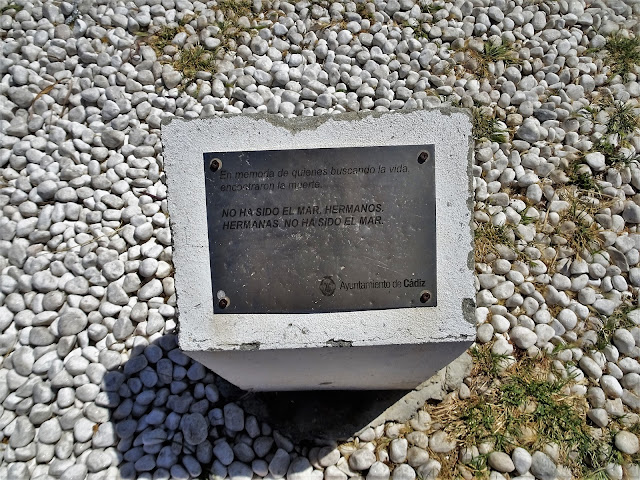 En memoria de quienes buscando la vida,
encontraron la muerte.
NO HA SIDO EL MAR, HERMANOS.
HERMANAS, NO HA SIDO EL MAR.
Ayuntamiento de Cádiz